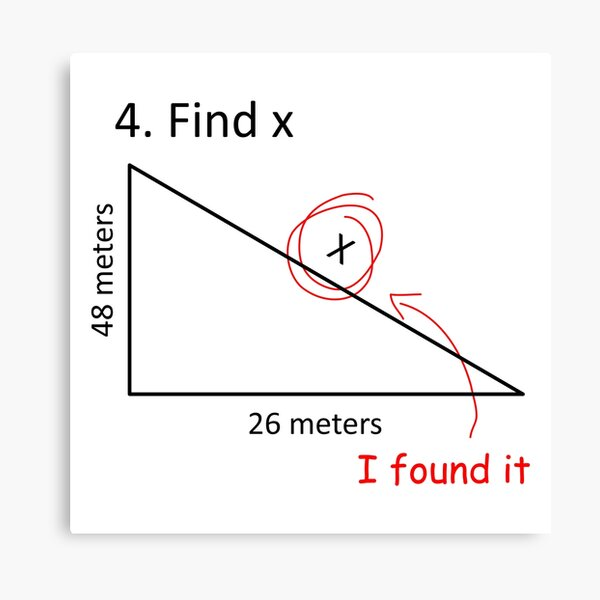 4. Find x
48 meters
x
26 meters
I found it